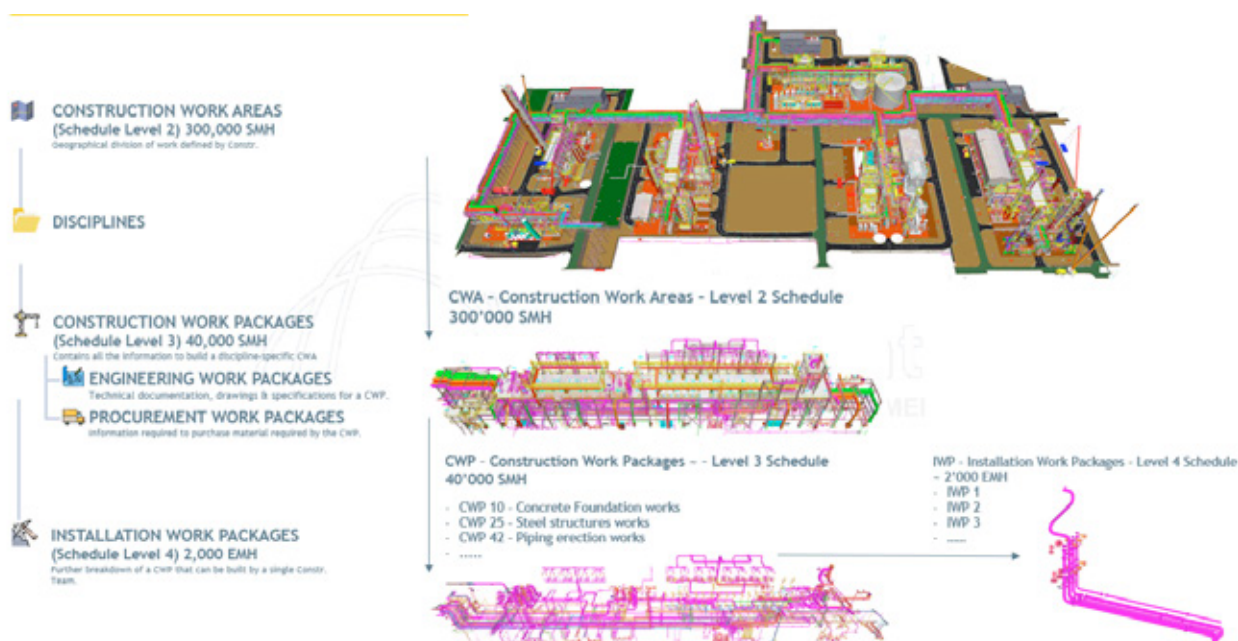 CONSTRUCTION WORK AREAS
(Schedule Level 2) 300,000 SMH
Geographical division of work defined by Constr.
DISCIPLINES
CONSTRUCTION WORK PACKAGES
(Schedule Level 3) 40,000 SMH
Contains all the information to build a discipline-specific CWA
ENGINEERING WORK PACKAGES
Technical documentation, drawings & specifications for a CWP.
PROCUREMENT WORK PACKAGES
Information required to purchase material required by the CWP.
INSTALLATION WORK PACKAGES
(Schedule Level 4) 2,000 EMH
Further breakdown of a CWP that can be built by a single Constr.
Team.
CWA - Construction Work Areas - Level 2 Schedule
300'000 SMH
MEI
CWP - Construction Work Packages - - Level 3 Schedule
40'000 SMH
- CWP 10 - Concrete Foundation works
- CWP 25 - Steel structures works
- CWP 42 - Piping erection works
- .....
IWP - Installation Work Packages - Level 4 Schedule
~ 2'000 EMH
- IWP 1
- IWP 2
- IWP 3
- .....